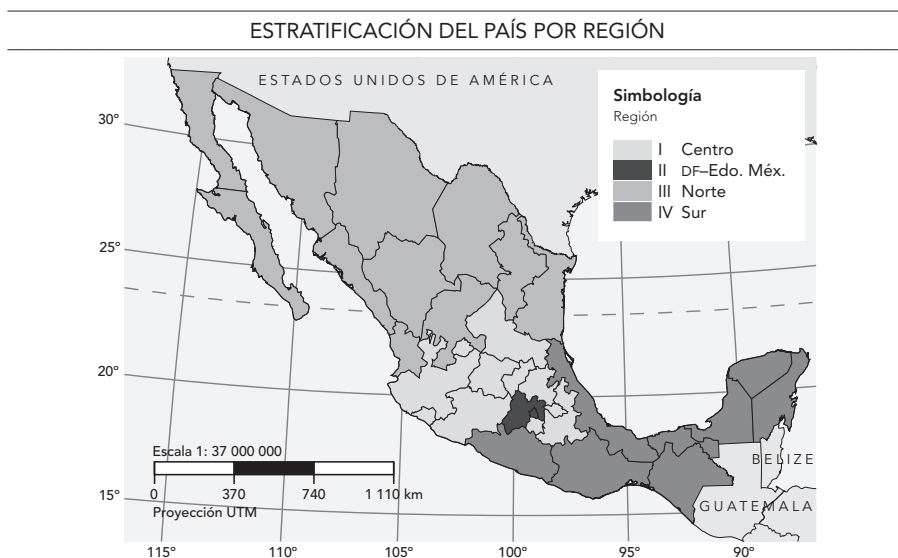 ESTRATIFICACIÓN DEL PAÍS POR REGIÓN
ESTADOS UNIDOS DE AMÉRICA
Simbología
Región
I Centro
II DF–Edo. Méx.
III Norte
IV Sur
30°
25°
20°
15°
Escala 1: 37 000 000
0 370 740 1 110 km
Proyección UTM
BELIZE
GUATEMALA
115° 110° 105° 100° 95° 90°